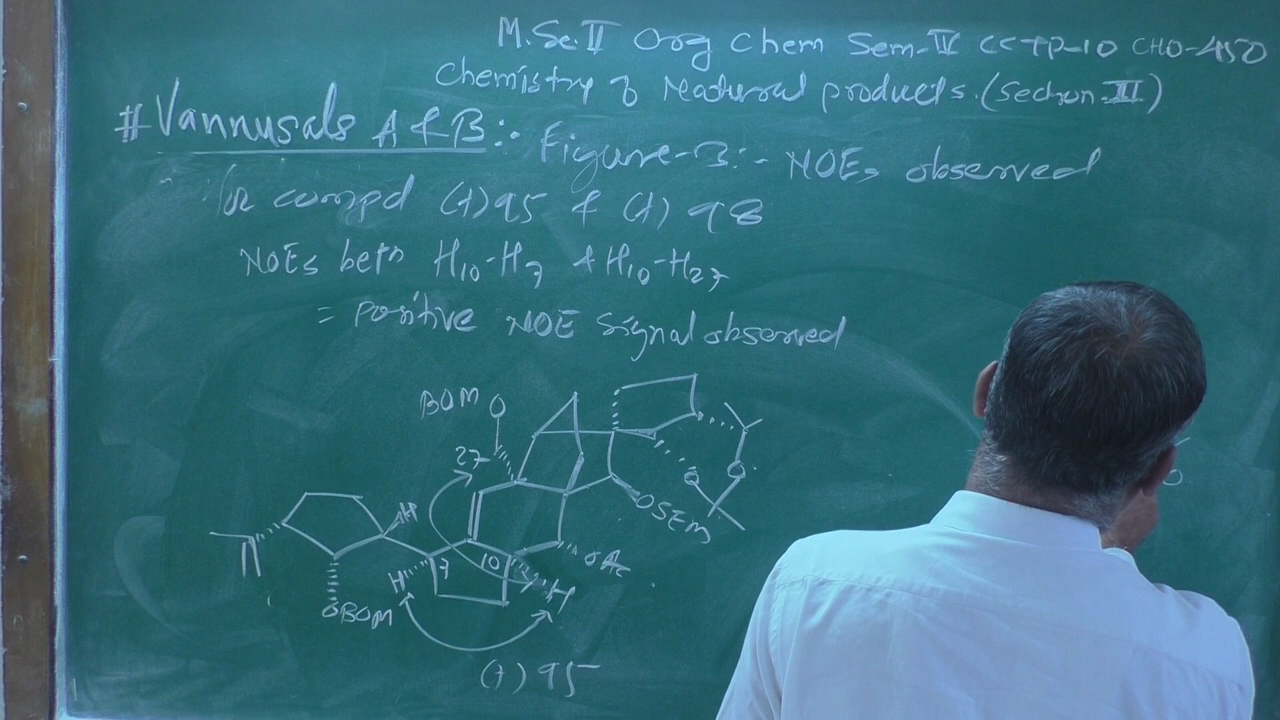 M.Sc.II Org Chem Sem-IV CCTP-10 CHO-450
Chemistry of Natural products. (Section-II)
# Vannusals A & B:- Figure-3:- NOEs observed
for compd (+) 95 & (+) 98
NOEs betn H10-H7 & H10-H27
= positive NOE signal observed
BOM O
27
H
OSEM
O
O
H 7 10 H
OAc
OBOM
(+) 95